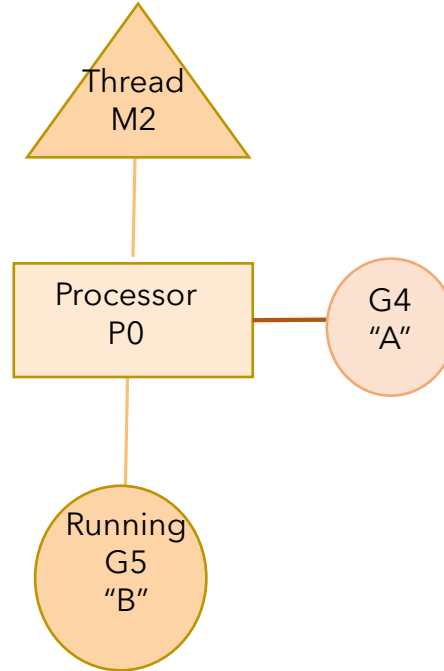 Thread
M2
Processor
P0
G4
“A”
Running
G5
“B”